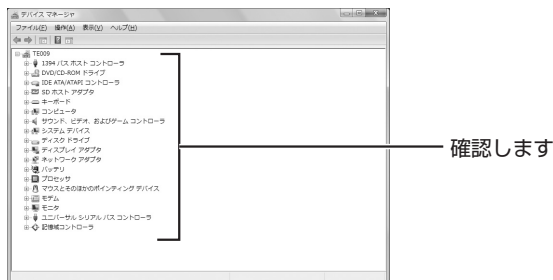 デバイス マネージャ
ファイル(F) 操作(A) 表示(V) ヘルプ(H)
TE009
1394 バス ホスト コントローラ
DVD/CD-ROM ドライブ
IDE ATA/ATAPI コントローラ
SD ホスト アダプタ
キーボード
コンピュータ
サウンド、ビデオ、およびゲーム コントローラ
システム デバイス
ディスク ドライブ
ディスプレイ アダプタ
ネットワーク アダプタ
バッテリ
プロセッサ
マウスとそのほかのポインティング デバイス
モデム
モニタ
ユニバーサル シリアル バス コントローラ
記憶域コントローラ
確認します